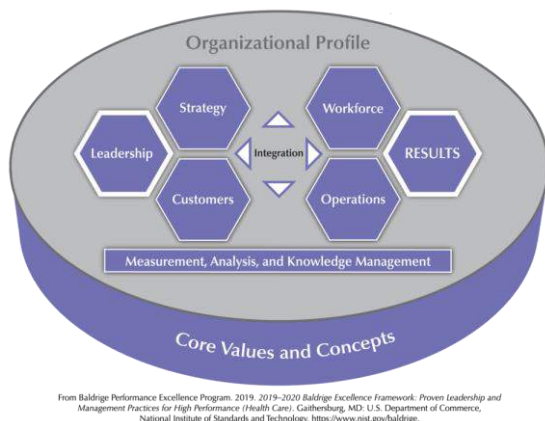 Organizational Profile
Strategy
Workforce
Leadership
Integration
RESULTS
Customers
Operations
Measurement, Analysis, and Knowledge Management
Core Values and Concepts
From Baldrige Performance Excellence Program. 2019. 2019–2020 Baldrige Excellence Framework: Proven Leadership and
Management Practices for High Performance (Health Care). Gaithersburg, MD: U.S. Department of Commerce,
National Institute of Standards and Technology. https://www.nist.gov/baldrige.